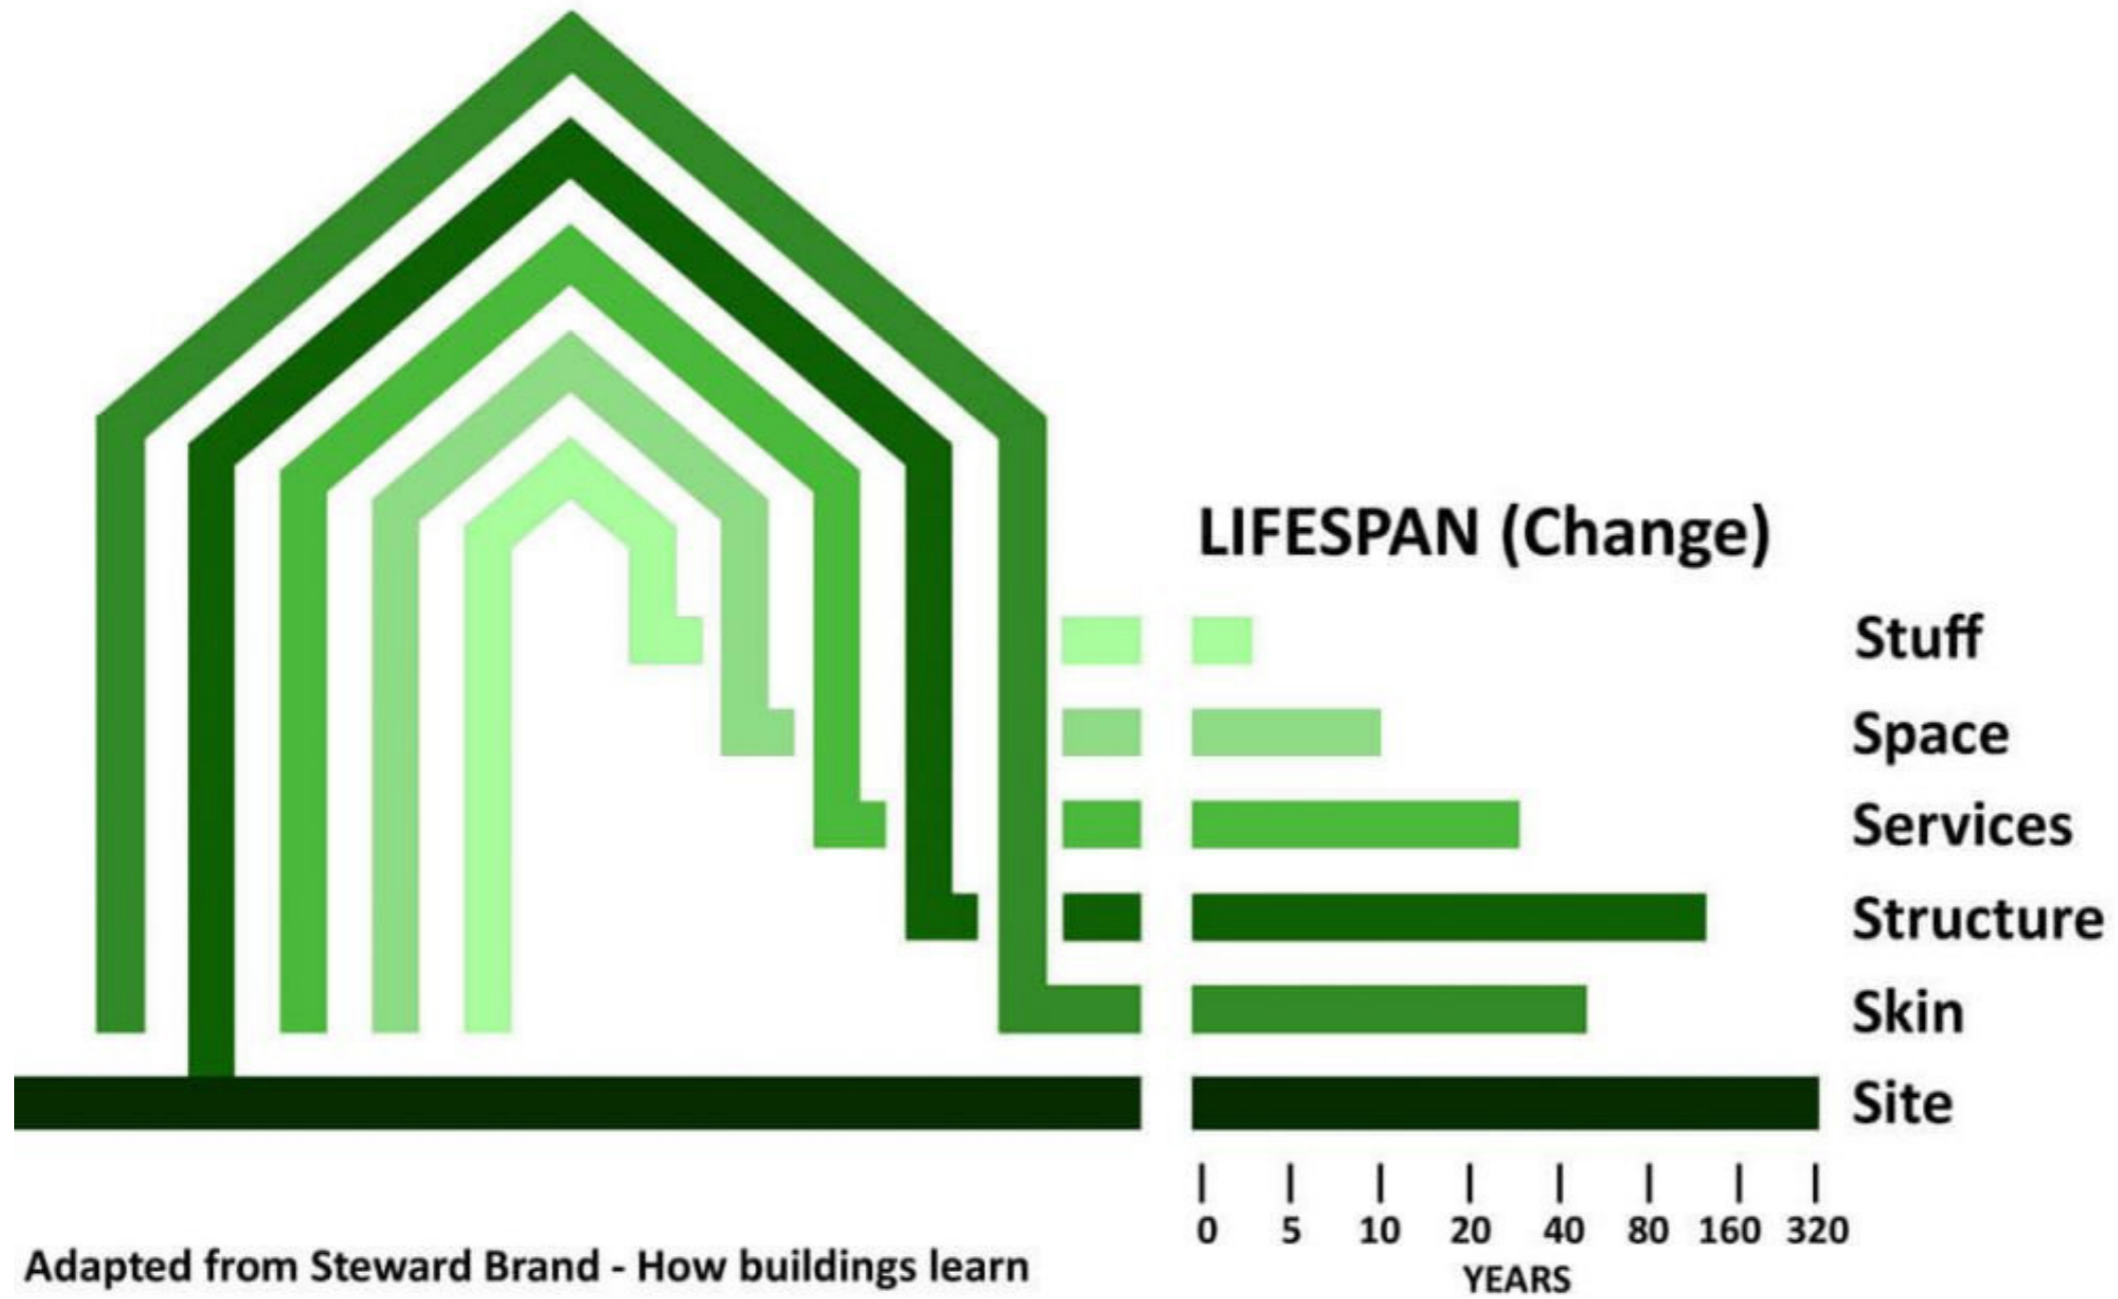 LIFESPAN (Change)
Stuff
Space
Services
Structure
Skin
Site
0 5 10 20 40 80 160 320
YEARS
Adapted from Steward Brand - How buildings learn